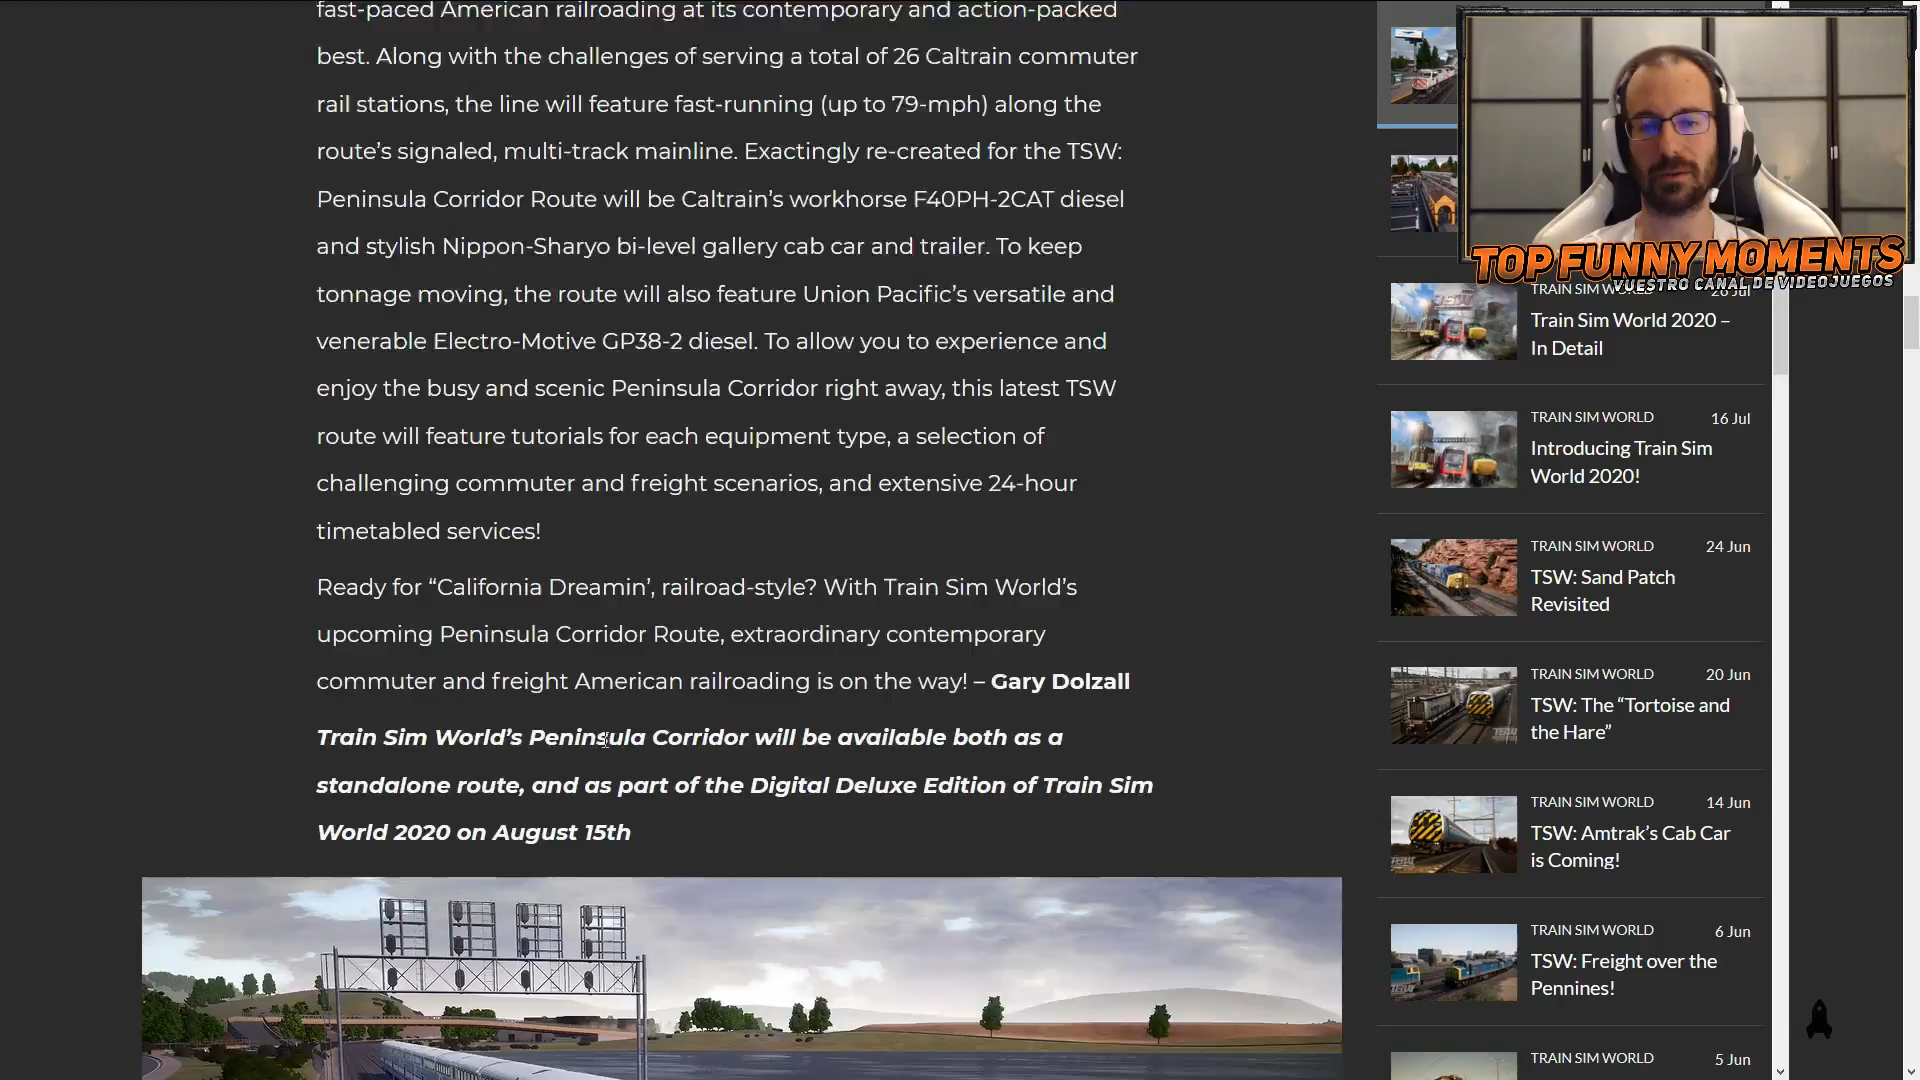 fast-paced American railroading at its contemporary and action-packed
best. Along with the challenges of serving a total of 26 Caltrain commuter
rail stations, the line will feature fast-running (up to 79-mph) along the
route’s signaled, multi-track mainline. Exactingly re-created for the TSW:
Peninsula Corridor Route will be Caltrain’s workhorse F40PH-2CAT diesel
and stylish Nippon-Sharyo bi-level gallery cab car and trailer. To keep
tonnage moving, the route will also feature Union Pacific’s versatile and
venerable Electro-Motive GP38-2 diesel. To allow you to experience and
enjoy the busy and scenic Peninsula Corridor right away, this latest TSW
route will feature tutorials for each equipment type, a selection of
challenging commuter and freight scenarios, and extensive 24-hour
timetabled services!
Ready for “California Dreamin’, railroad-style? With Train Sim World’s
upcoming Peninsula Corridor Route, extraordinary contemporary
commuter and freight American railroading is on the way! – Gary Dolzall
Train Sim World’s Peninsula Corridor will be available both as a
standalone route, and as part of the Digital Deluxe Edition of Train Sim
World 2020 on August 15th
TOP FUNNY MOMENTS
VUESTRO CANAL DE VIDEOJUEGOS
TRAIN SIM 26 Jul
Train Sim World 2020 –
In Detail
TRAIN SIM WORLD 16 Jul
Introducing Train Sim
World 2020!
TRAIN SIM WORLD 24 Jun
TSW: Sand Patch
Revisited
TRAIN SIM WORLD 20 Jun
TSW: The “Tortoise and
the Hare”
TRAIN SIM WORLD 14 Jun
TSW: Amtrak’s Cab Car
is Coming!
TRAIN SIM WORLD 6 Jun
TSW: Freight over the
Pennines!
TRAIN SIM WORLD 5 Jun